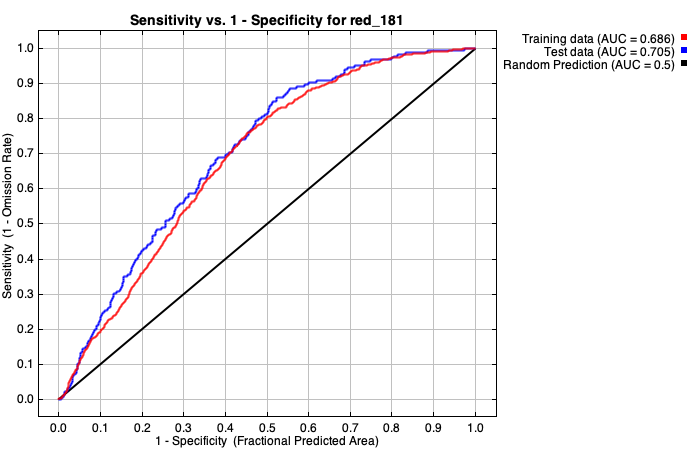 Sensitivity vs. 1 - Specificity for red_181
Training data (AUC = 0.686)
Test data (AUC = 0.705)
Random Prediction (AUC = 0.5)
Sensitivity (1 - Omission Rate)
1.0
0.9
0.8
0.7
0.6
0.5
0.4
0.3
0.2
0.1
0.0
0.0 0.1 0.2 0.3 0.4 0.5 0.6 0.7 0.8 0.9 1.0
1 - Specificity (Fractional Predicted Area)